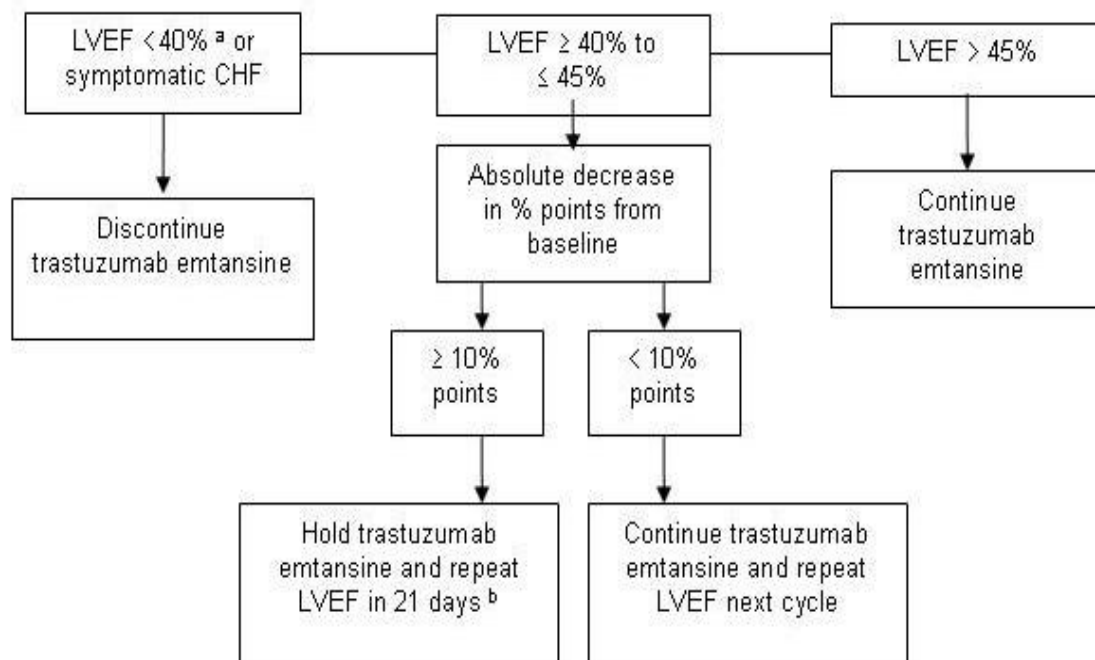 LVEF <40% ª or
symptomatic CHF
LVEF ≥ 40% to
≤ 45%
LVEF > 45%
Absolute decrease
in % points from
baseline
Discontinue
trastuzumab emtansine
Continue
trastuzumab
emtansine
≥ 10%
points
< 10%
points
Hold trastuzumab
emtansine and repeat
LVEF in 21 days ᵇ
Continue trastuzumab
emtansine and repeat
LVEF next cycle